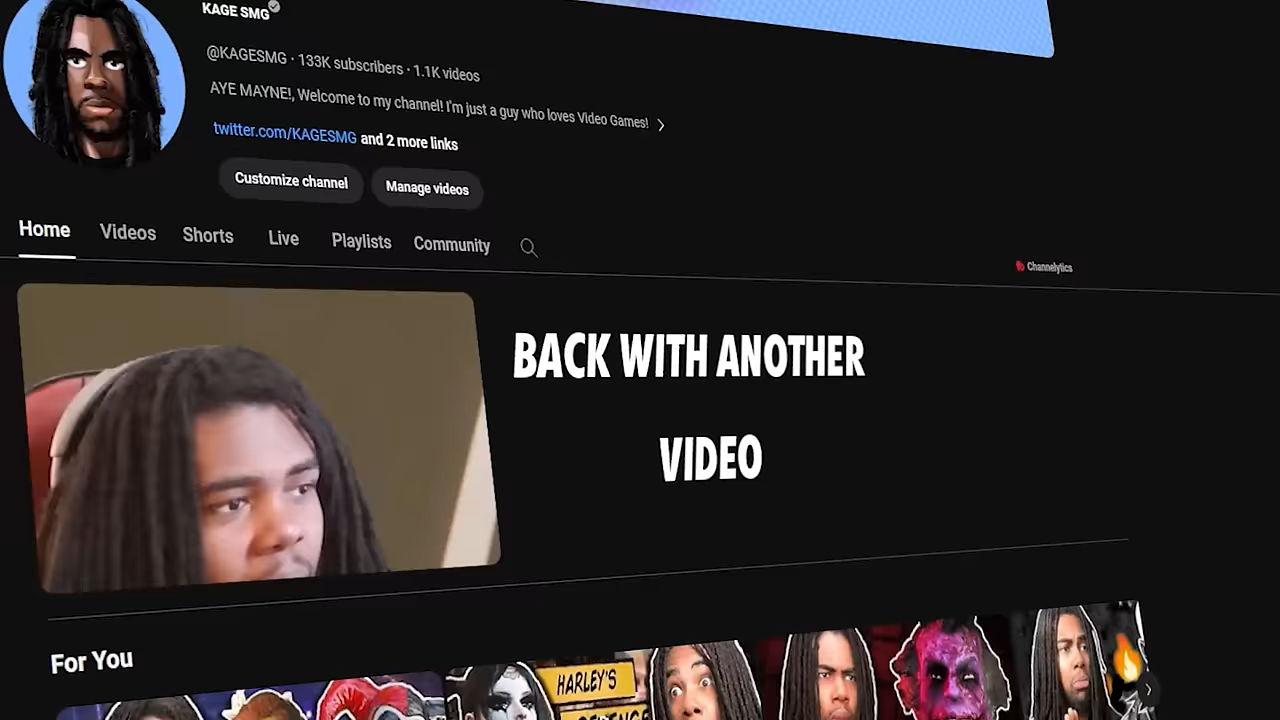 KAGE SMG
@KAGESMG · 133K subscribers · 1.1K videos
AYE MAYNE!, Welcome to my channel! I'm just a guy who loves Video Games!
twitter.com/KAGESMG and 2 more links
Customize channel Manage videos
Home Videos Shorts Live Playlists Community
Channelytics
BACK WITH ANOTHER
VIDEO
For You
HARLEY'S
REVENGE